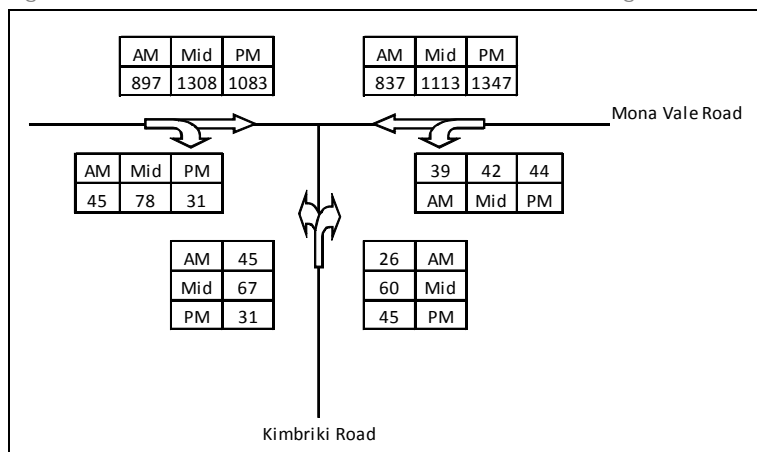 AM Mid PM
897 1308 1083
AM Mid PM
837 1113 1347
Mona Vale Road
AM Mid PM
45 78 31
39 42 44
AM Mid PM
AM 45
Mid 67
PM 31
26 AM
60 Mid
45 PM
Kimbriki Road